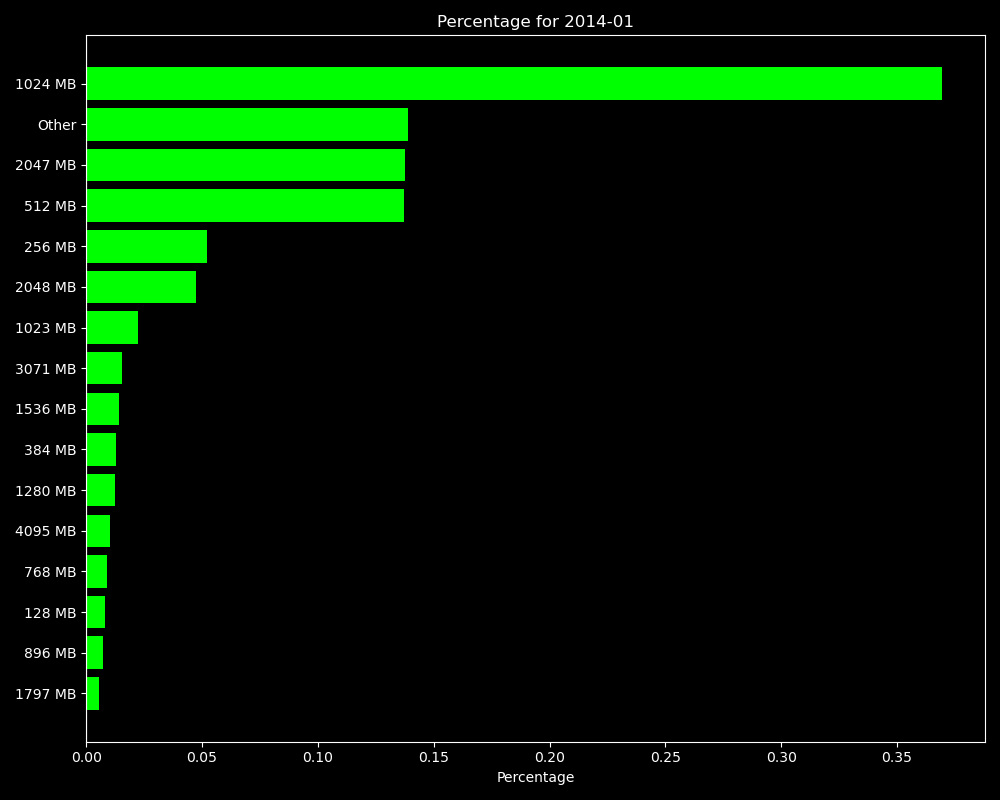 Percentage for 2014-01
1024 MB
Other
2047 MB
512 MB
256 MB
2048 MB
1023 MB
3071 MB
1536 MB
384 MB
1280 MB
4095 MB
768 MB
128 MB
896 MB
1797 MB
0.00 0.05 0.10 0.15 0.20 0.25 0.30 0.35
Percentage